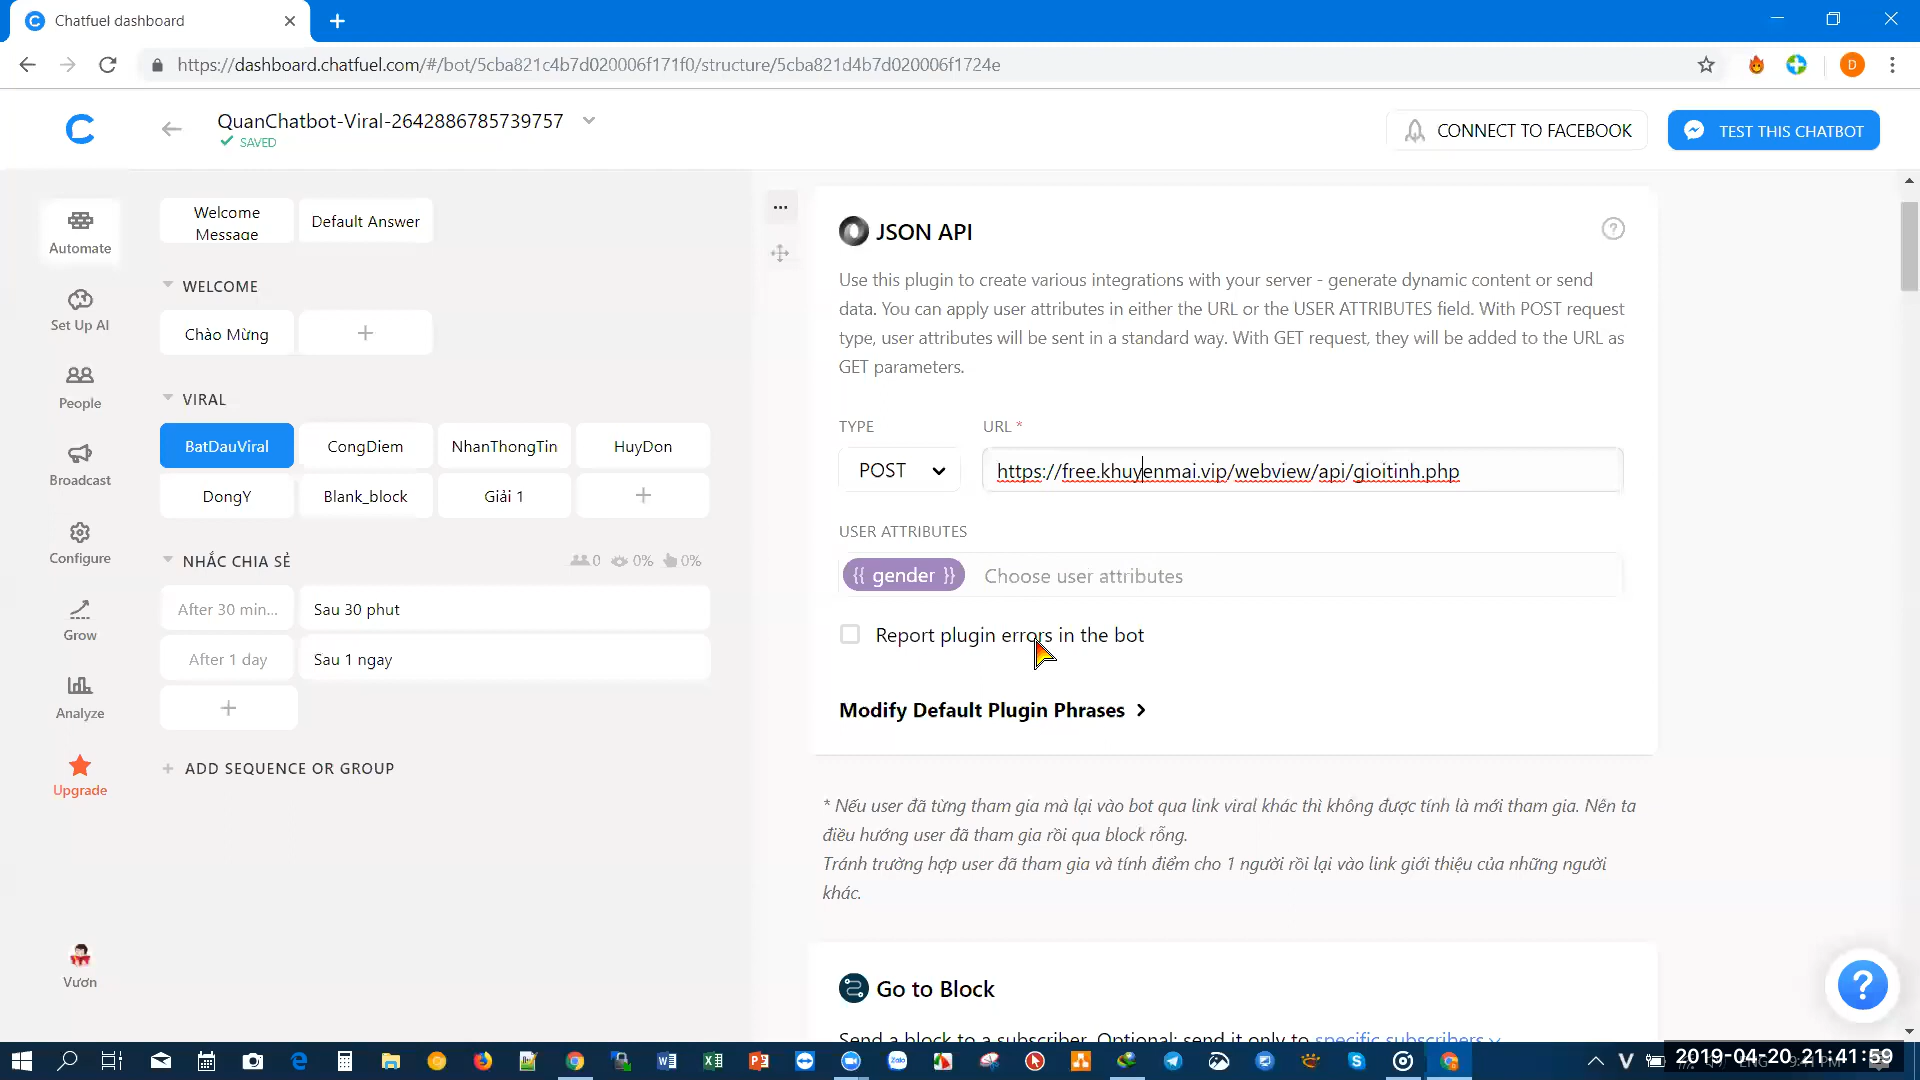 Chatfuel dashboard
https://dashboard.chatfuel.com/#/bot/5cba821c4b7d020006f171f0/structure/5cba821d4b7d020006f1724e
D
QuanChatbot-Viral-2642886785739757
SAVED
CONNECT TO FACEBOOK
TEST THIS CHATBOT
Automate
Set Up AI
People
Broadcast
Configure
Grow
Analyze
Upgrade
Vươn
Welcome
Message
Default Answer
WELCOME
Chào Mừng
VIRAL
BatDauViral
CongDiem
NhanThongTin
HuyDon
DongY
Blank_block
Giải 1
NHẮC CHIA SẺ
0
0%
0%
After 30 min...
Sau 30 phut
After 1 day
Sau 1 ngay
ADD SEQUENCE OR GROUP
JSON API
Use this plugin to create various integrations with your server - generate dynamic content or send
data. You can apply user attributes in either the URL or the USER ATTRIBUTES field. With POST request
type, user attributes will be sent in a standard way. With GET request, they will be added to the URL as
GET parameters.
TYPE
URL *
POST
https://free.khuyenmai.vip/webview/api/gioitinh.php
USER ATTRIBUTES
{{ gender }}
Choose user attributes
Report plugin errors in the bot
Modify Default Plugin Phrases
* Nếu user đã từng tham gia mà lại vào bot qua link viral khác thì không được tính là mới tham gia. Nên ta
điều hướng user đã tham gia rồi qua block rỗng.
Tránh trường hợp user đã tham gia và tính điểm cho 1 người rồi lại vào link giới thiệu của những người
khác.
Go to Block
Send a block to a subscriber. Optional: send it only to specific subscribers
2019-04-20 21:41:59